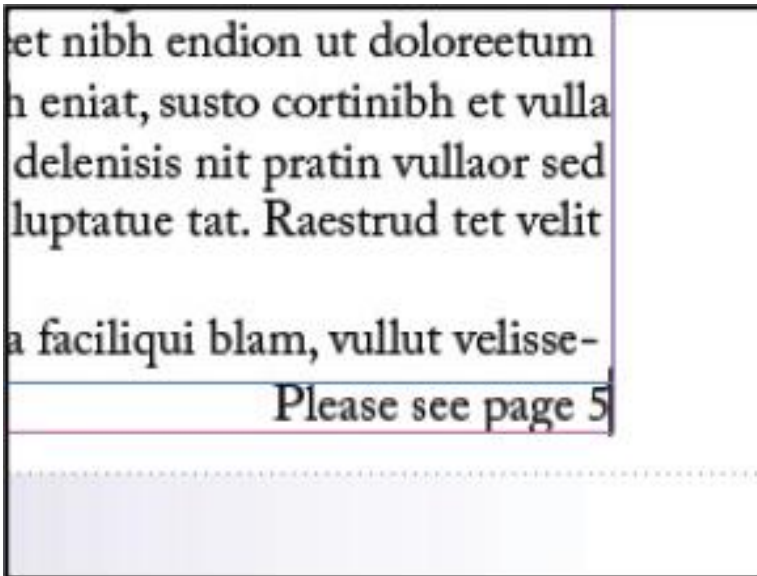 et nibh endion ut doloreetum
h eniat, susto cortinibh et vulla
delenisis nit pratin vullaor sed
luptatue tat. Raestrud tet velit
a faciliqui blam, vullut velisse-
Please see page 5